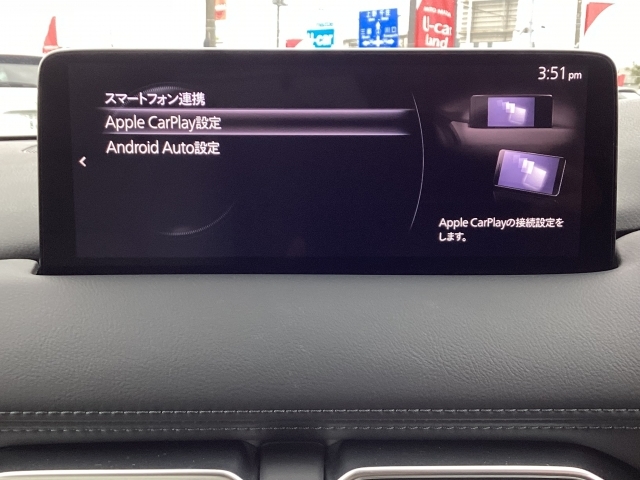 U-car
3:51pm
スマートフォン連携
Apple CarPlay設定
Android Auto設定
Apple CarPlayの接続設定を
します。